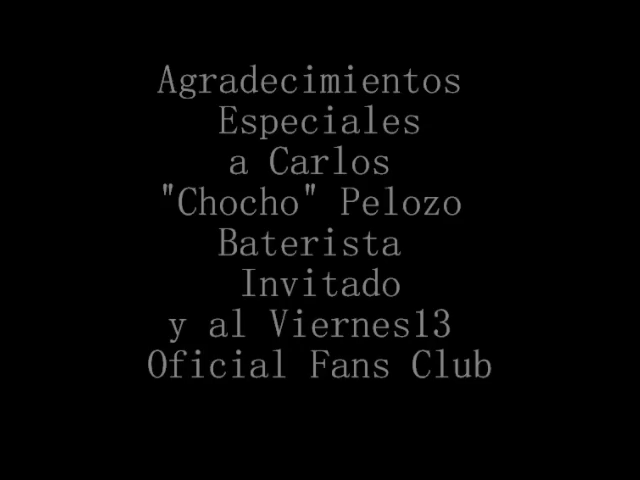 Agradecimientos
Especiales
a Carlos
"Chocho" Pelozo
Baterista
Invitado
y al Viernes13
Oficial Fans Club